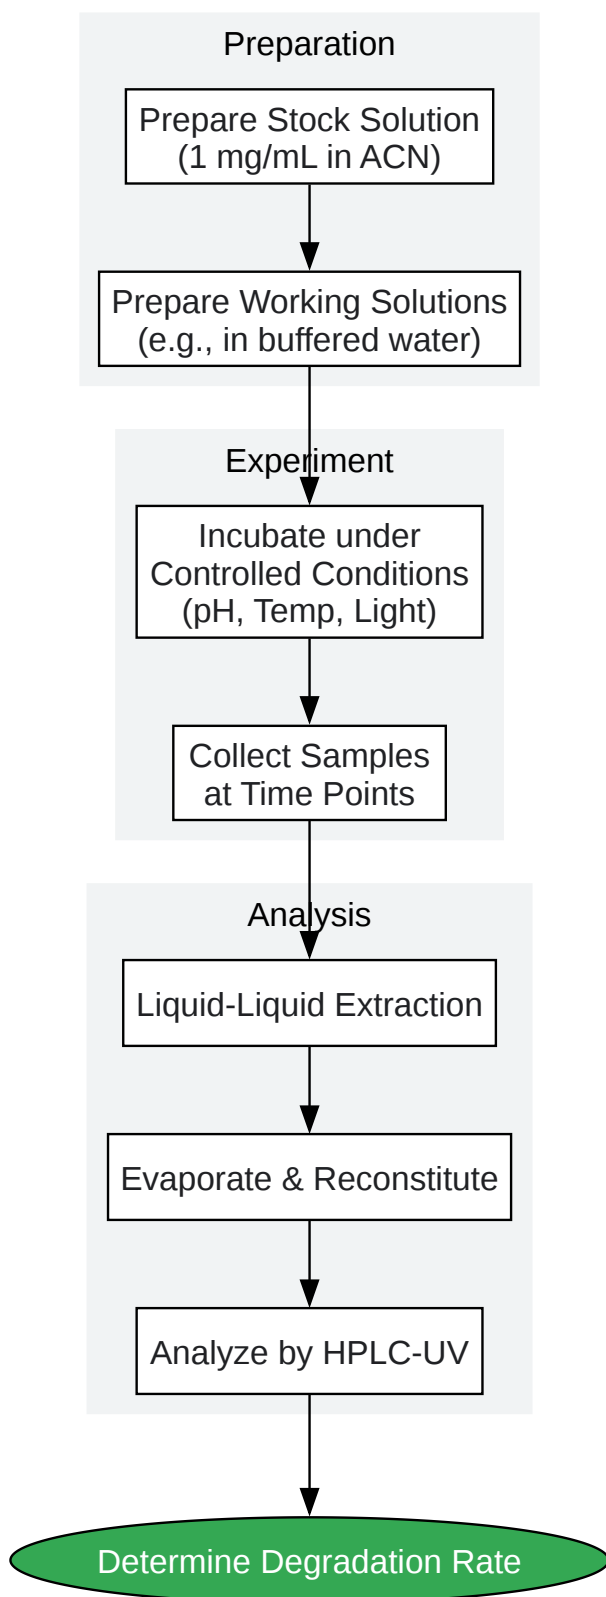 Preparation
Prepare Stock Solution
(1 mg/mL in ACN)
Prepare Working Solutions
(e.g., in buffered water)
Experiment
Incubate under
Controlled Conditions
(pH, Temp, Light)
Collect Samples
at Time Points
Analysis
Liquid-Liquid Extraction
Evaporate & Reconstitute
Analyze by HPLC-UV
Determine Degradation Rate